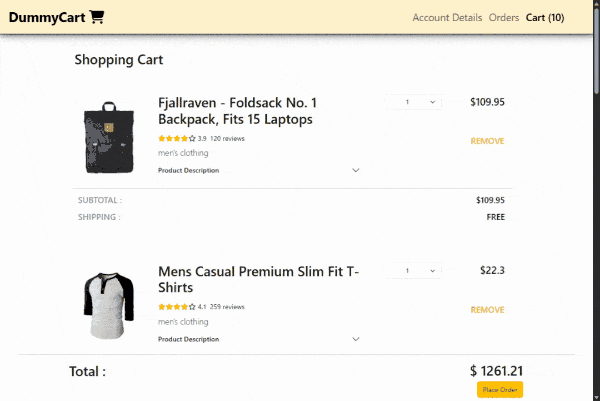 DummyCart
Account Details Orders Cart (10)
Shopping Cart
Fjallraven - Foldsack No. 1
Backpack, Fits 15 Laptops
1
$109.95
3.9 120 reviews
REMOVE
men's clothing
Product Description
SUBTOTAL :
$109.95
SHIPPING :
FREE
Mens Casual Premium Slim Fit T-
Shirts
1
$22.3
4.1 259 reviews
REMOVE
men's clothing
Product Description
Total :
$ 1261.21
Place Order